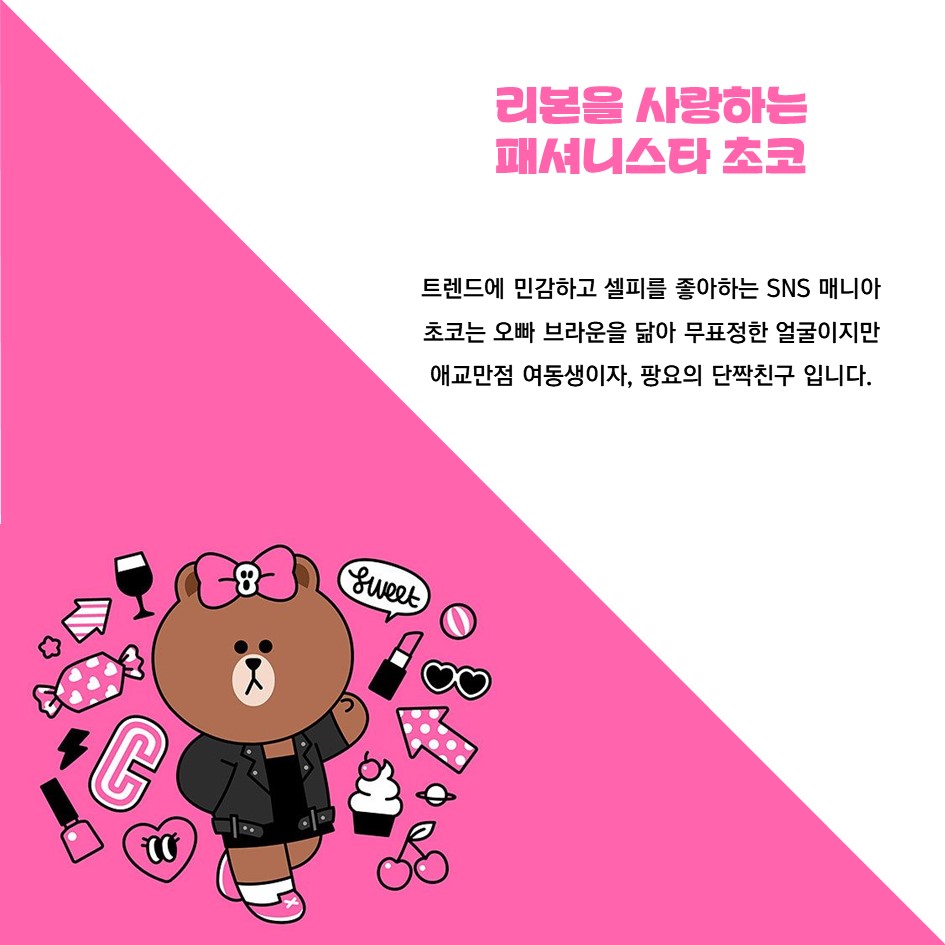 리본을 사랑하는
패셔니스타 초코
트렌드에 민감하고 셀피를 좋아하는 SNS 매니아
초코는 오빠 브라운을 닮아 무표정한 얼굴이지만
애교만점 여동생이자, 팡요의 단짝친구 입니다.
Sweet
C